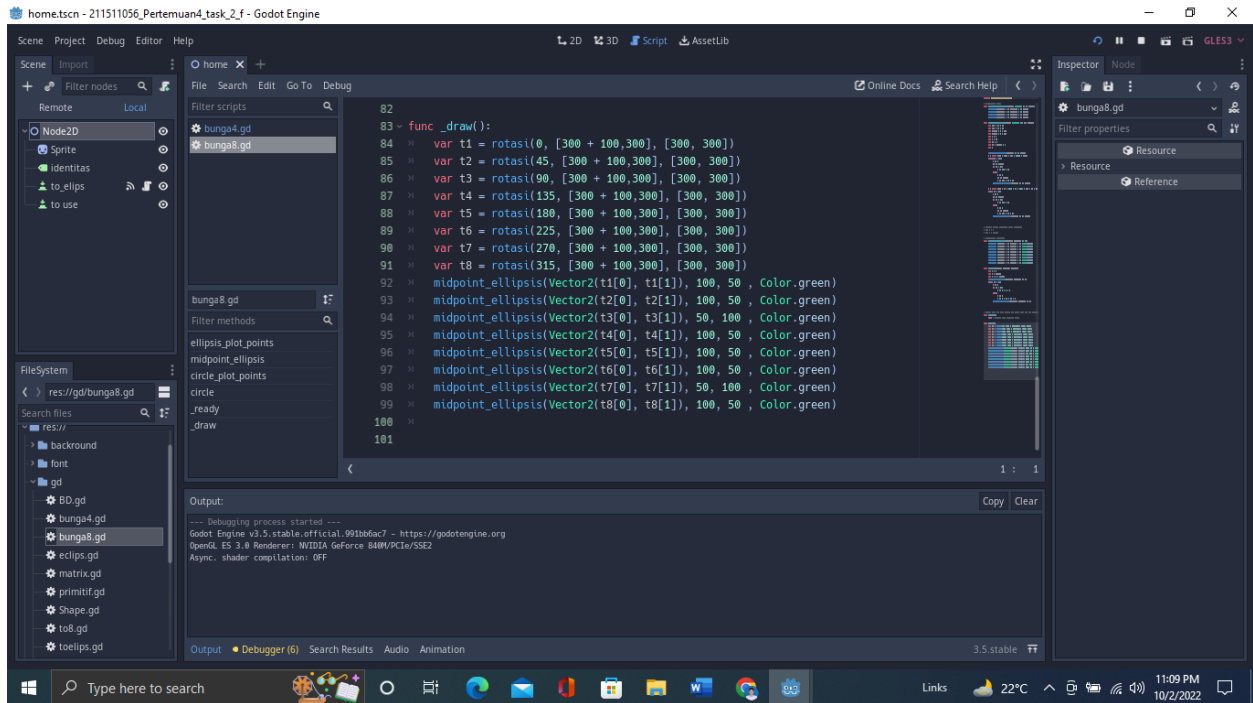 home.tscn - 211511056_Pertemuan4_task_2_f - Godot Engine
Scene Project Debug Editor Help
2D 3D Script AssetLib
GLES3
Scene Import
Filter nodes
Remote Local
Node2D
Sprite
identitas
to_elips
to use
FileSystem
res://gd/bunga8.gd
Search files
res://
backround
font
gd
BD.gd
bunga4.gd
bunga8.gd
eclips.gd
matrix.gd
primitif.gd
Shape.gd
to8.gd
toelips.gd
home
File Search Edit Go To Debug
Online Docs Search Help
Filter scripts
bunga4.gd
bunga8.gd
bunga8.gd
Filter methods
ellipsis_plot_points
midpoint_ellipsis
circle_plot_points
circle
_ready
_draw
82
83 func _draw():
84 var t1 = rotasi(0, [300 + 100,300], [300, 300])
85 var t2 = rotasi(45, [300 + 100,300], [300, 300])
86 var t3 = rotasi(90, [300 + 100,300], [300, 300])
87 var t4 = rotasi(135, [300 + 100,300], [300, 300])
88 var t5 = rotasi(180, [300 + 100,300], [300, 300])
89 var t6 = rotasi(225, [300 + 100,300], [300, 300])
90 var t7 = rotasi(270, [300 + 100,300], [300, 300])
91 var t8 = rotasi(315, [300 + 100,300], [300, 300])
92 midpoint_ellipsis(Vector2(t1[0], t1[1]), 100, 50 , Color.green)
93 midpoint_ellipsis(Vector2(t2[0], t2[1]), 100, 50 , Color.green)
94 midpoint_ellipsis(Vector2(t3[0], t3[1]), 50, 100 , Color.green)
95 midpoint_ellipsis(Vector2(t4[0], t4[1]), 100, 50 , Color.green)
96 midpoint_ellipsis(Vector2(t5[0], t5[1]), 100, 50 , Color.green)
97 midpoint_ellipsis(Vector2(t6[0], t6[1]), 100, 50 , Color.green)
98 midpoint_ellipsis(Vector2(t7[0], t7[1]), 50, 100 , Color.green)
99 midpoint_ellipsis(Vector2(t8[0], t8[1]), 100, 50 , Color.green)
100
101
1 : 1
Output: Copy Clear
--- Debugging process started ---
Godot Engine v3.5.stable.official.991bb6ac7 - https://godotengine.org
OpenGL ES 3.0 Renderer: NVIDIA GeForce 840M/PCIe/SSE2
Async. shader compilation: OFF
Output Debugger (6) Search Results Audio Animation
3.5.stable
Inspector Node
bunga8.gd
Filter properties
Resource
Resource
Reference
Type here to search
Links 22°C
11:09 PM
10/2/2022